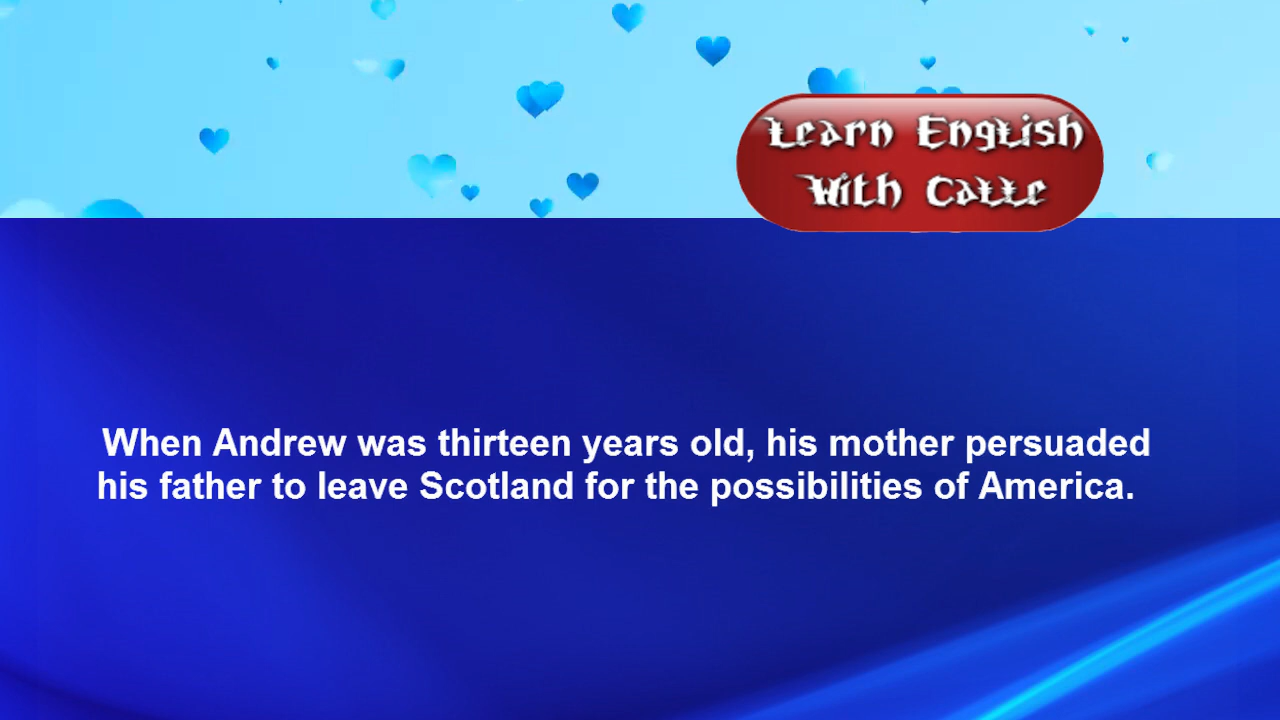 Learn English
With Calle
When Andrew was thirteen years old, his mother persuaded
his father to leave Scotland for the possibilities of America.